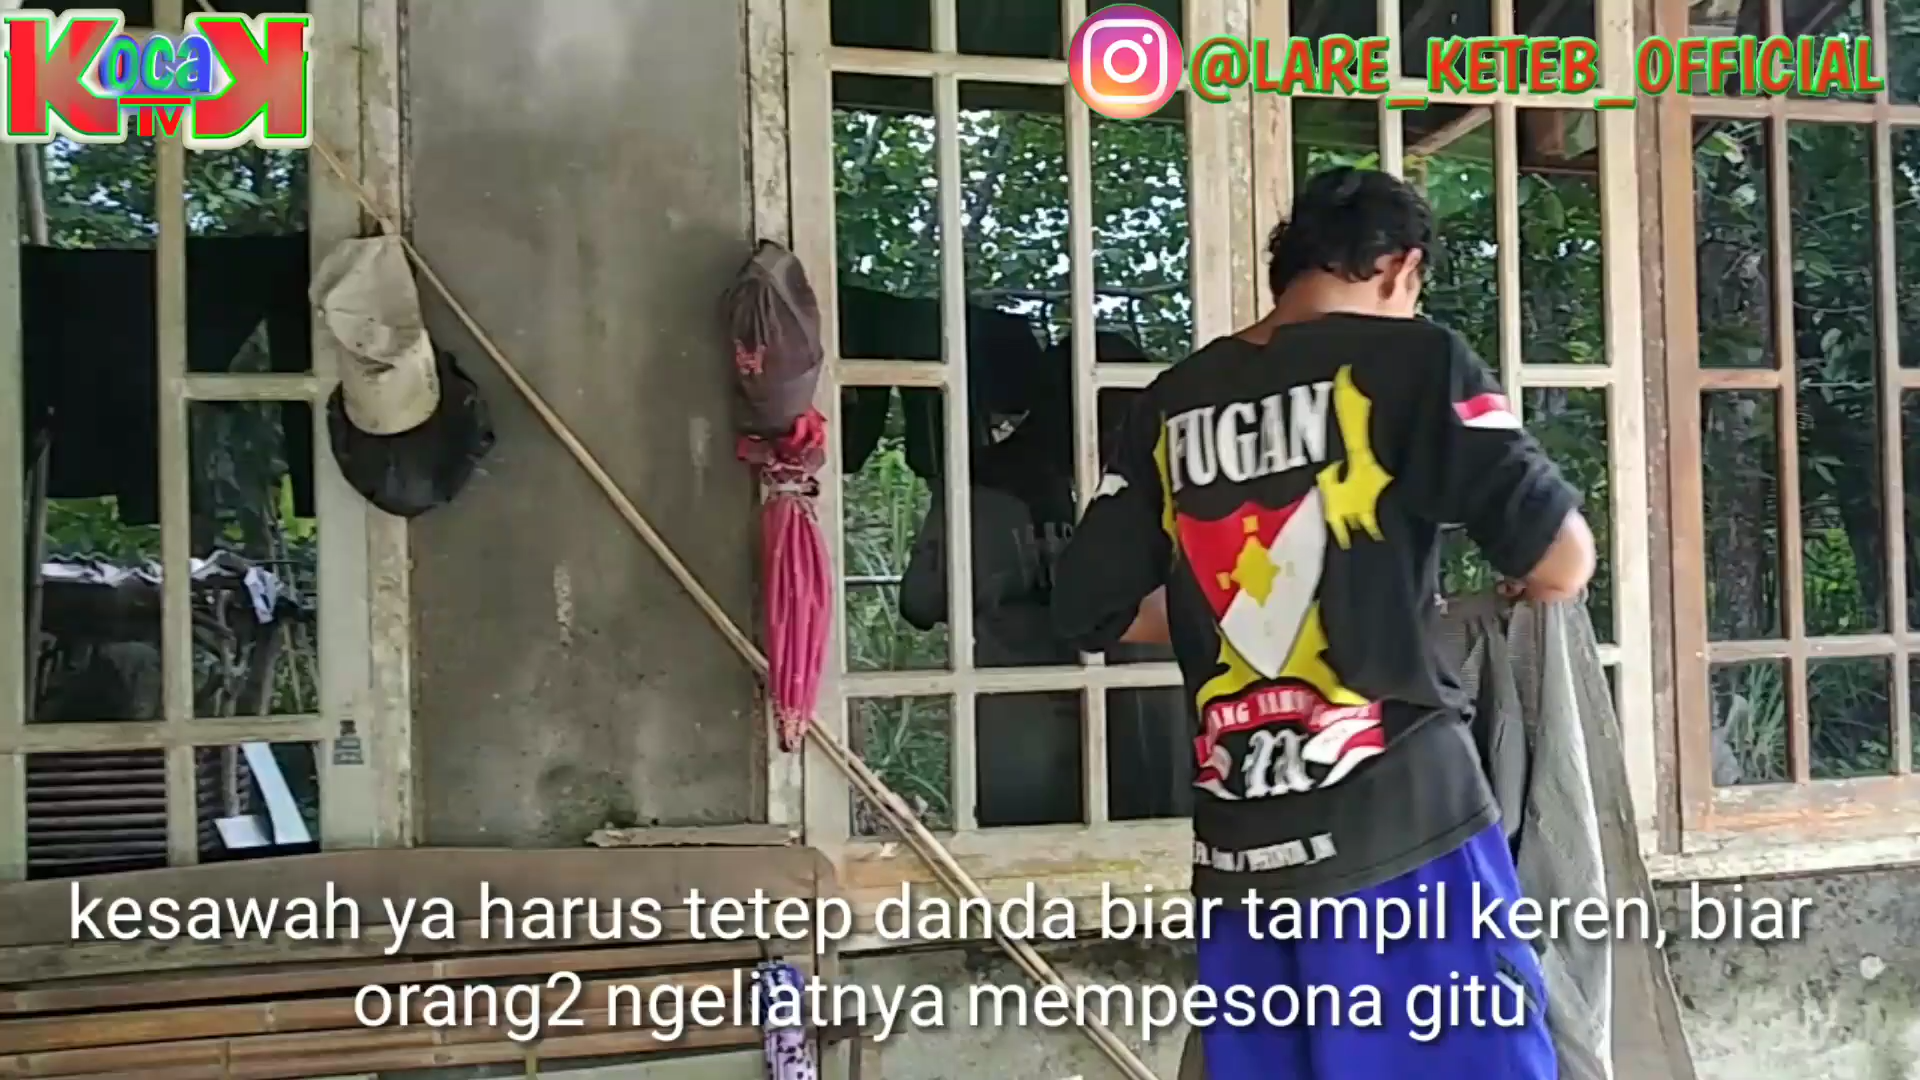 KocaK
TV
@LARE_KETEB_OFFICIAL
FUGAN
kesawah ya harus tetep danda biar tampil keren, biar
orang2 ngeliatnya mempesona gitu